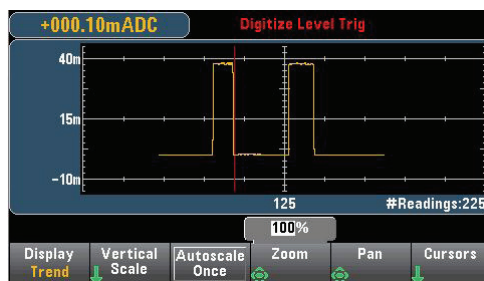 +000.10mADC
Digitize Level Trig
40m
15m
-10m
125
#Readings:225
100%
Display
Trend
Vertical
Scale
Autoscale
Once
Zoom
Pan
Cursors